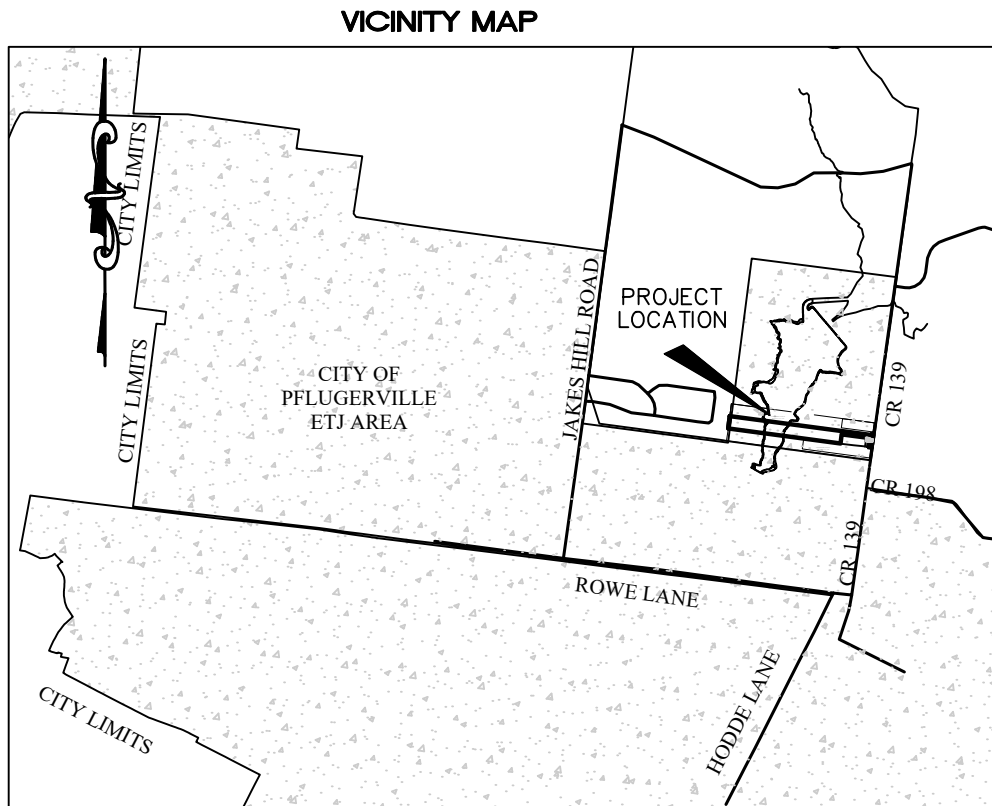 VICINITY MAP
CITY LIMITS
CITY LIMITS
CITY OF
PFLUGERVILLE
ETJ AREA
JAKES HILL ROAD
PROJECT
LOCATION
CR 139
CR 198
CR 139
ROWE LANE
HODDE LANE
CITY LIMITS